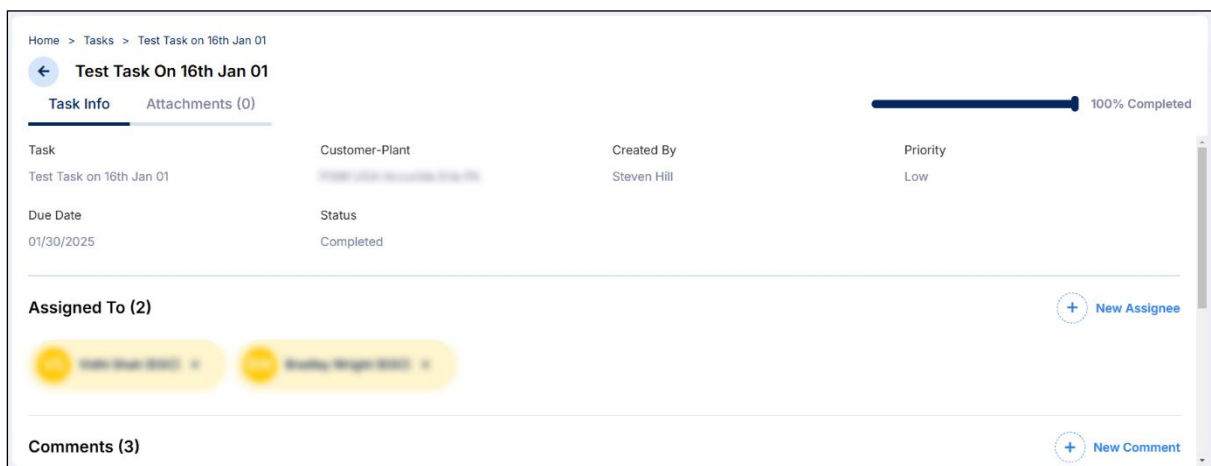 Home > Tasks > Test Task on 16th Jan 01
Test Task On 16th Jan 01
Task Info Attachments (0) 100% Completed
Task Customer-Plant Created By Priority
Test Task on 16th Jan 01 Steven Hill Low
Due Date Status
01/30/2025 Completed
Assigned To (2) + New Assignee
Comments (3) + New Comment